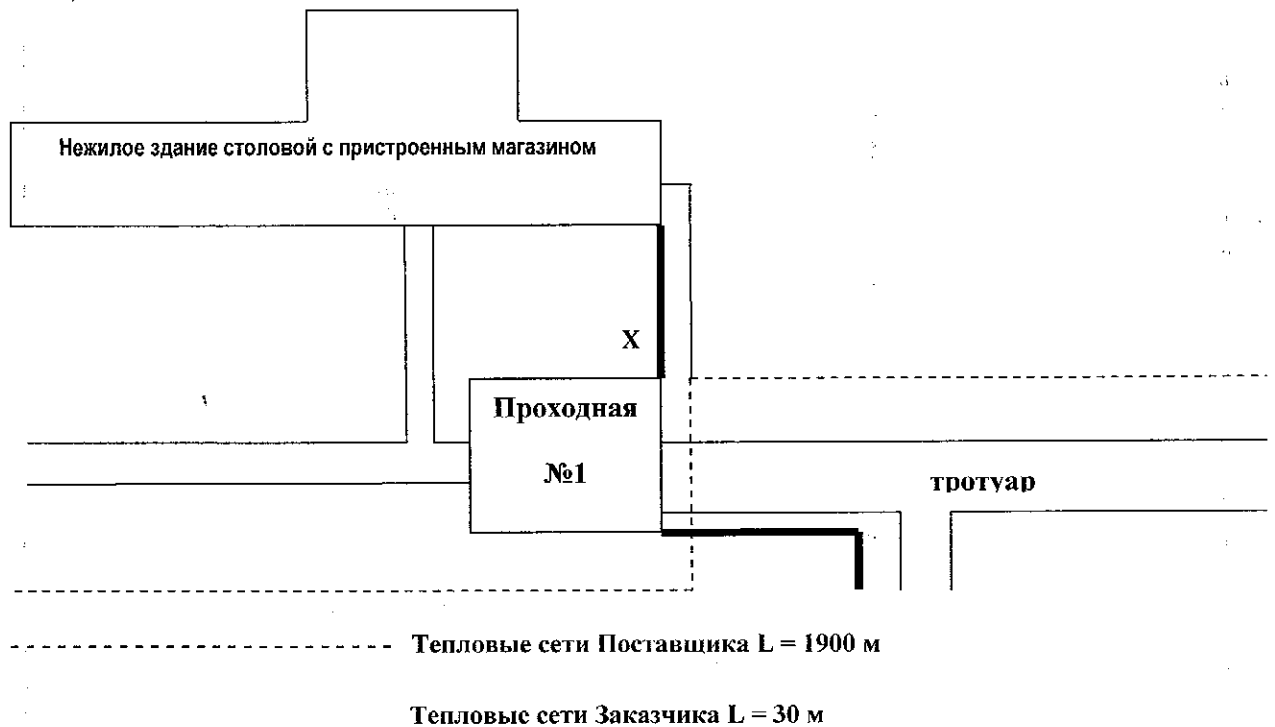 Нежилое здание столовой с пристроенным магазином
X
Проходная
№1
тротуар
Тепловые сети Поставщика L = 1900 м
Тепловые сети Заказчика L = 30 м